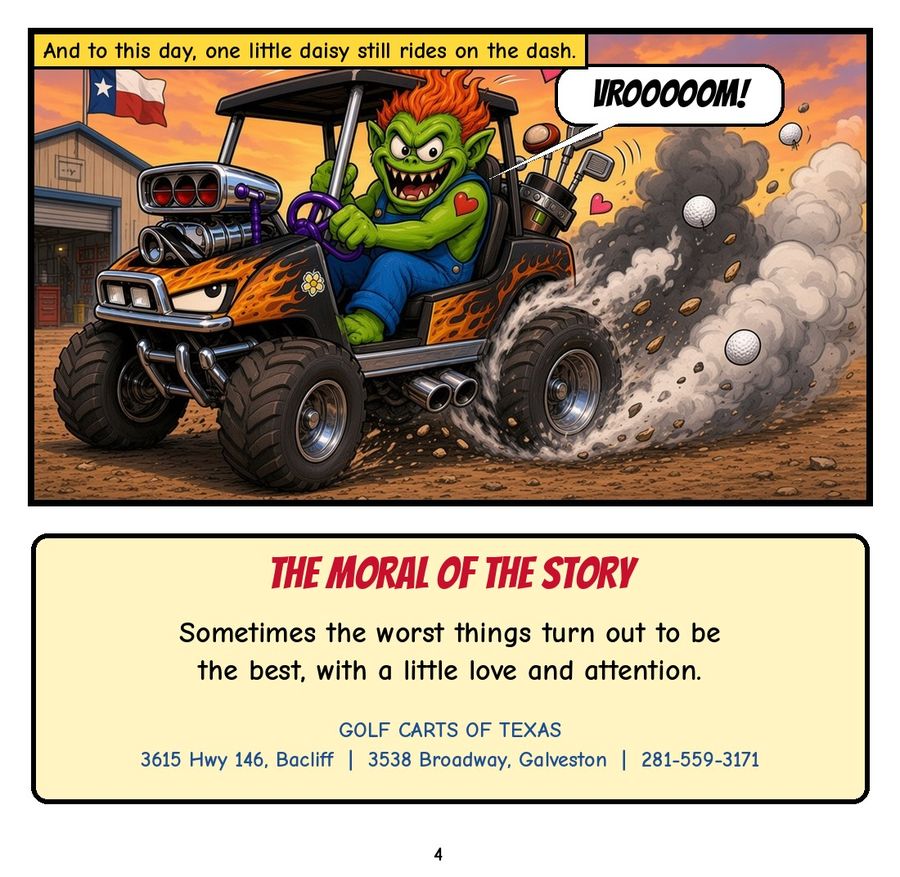 And to this day, one little daisy still rides on the dash.
VROOOOOM!
THE MORAL OF THE STORY
Sometimes the worst things turn out to be
the best, with a little love and attention.
GOLF CARTS OF TEXAS
3615 Hwy 146, Bacliff | 3538 Broadway, Galveston | 281-559-3171
4